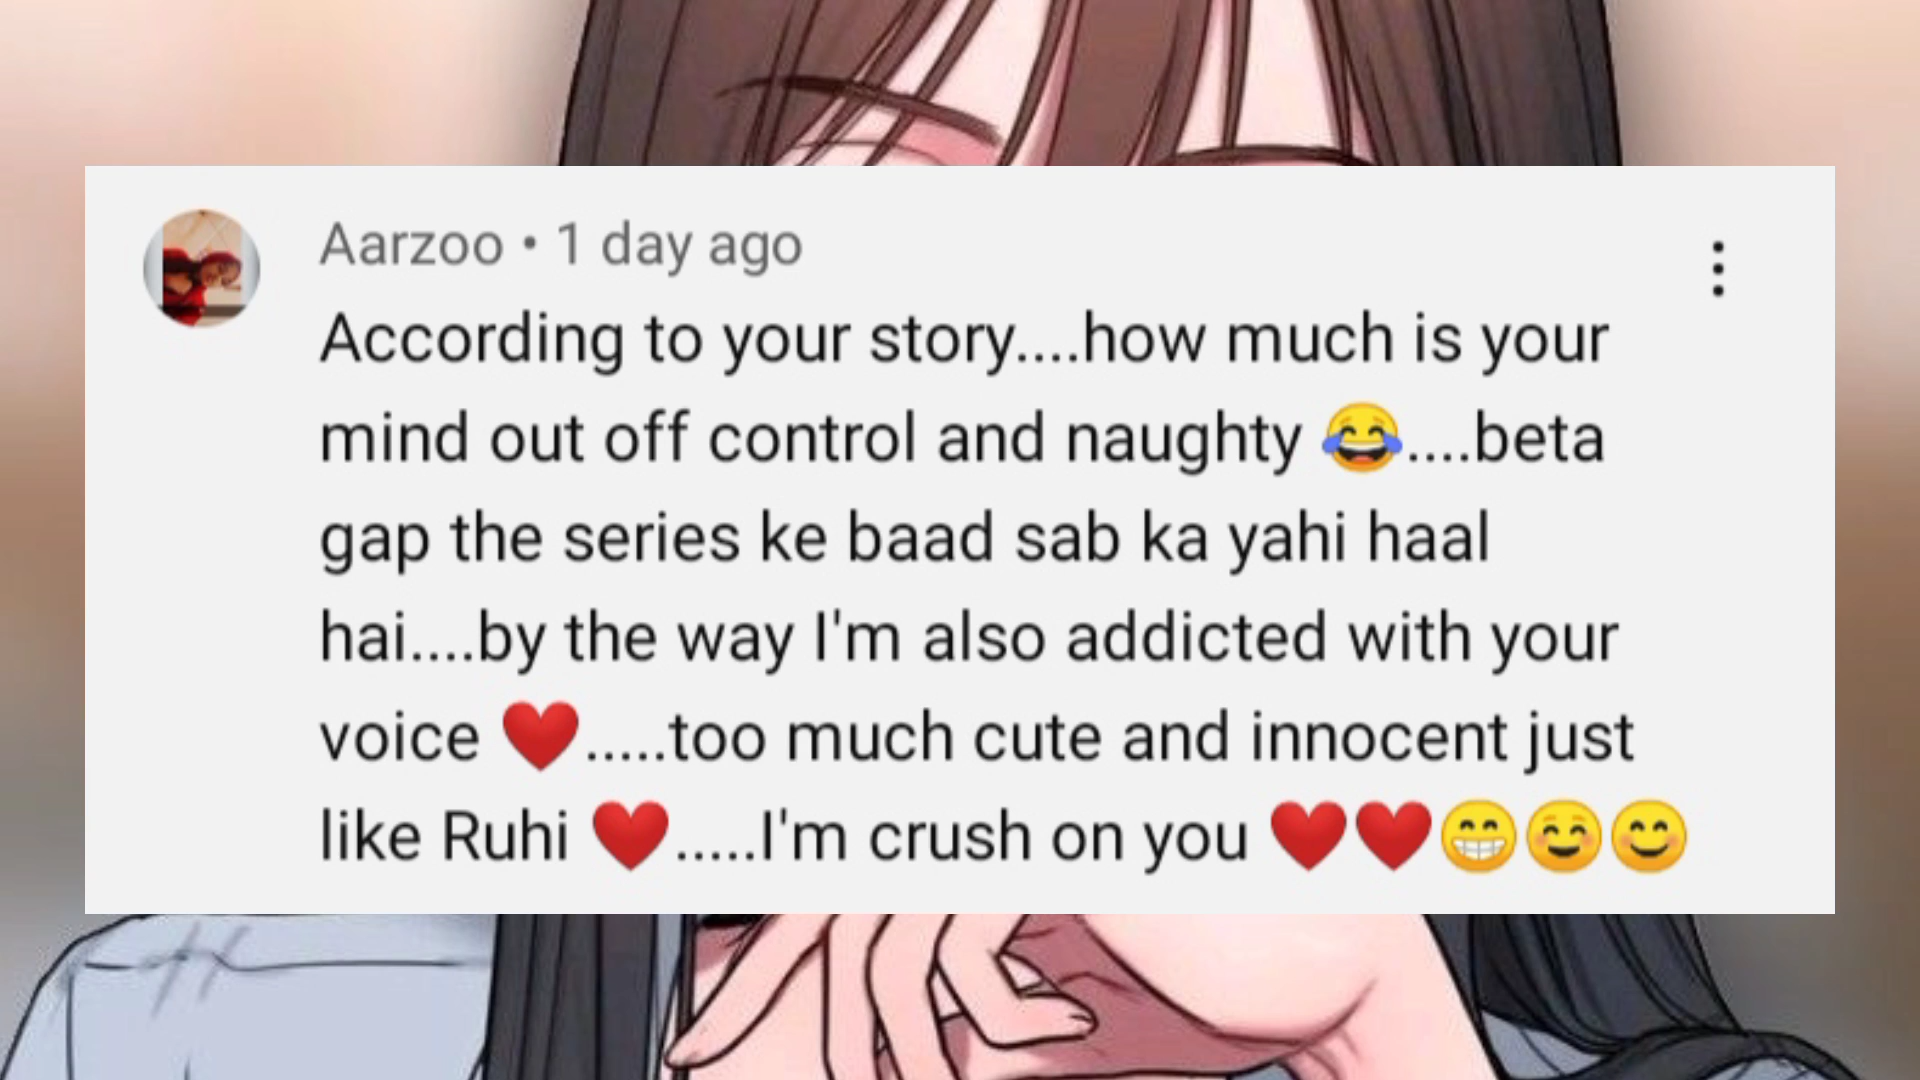 Aarzoo • 1 day ago
According to your story....how much is your
mind out off control and naughty 😂....beta
gap the series ke baad sab ka yahi haal
hai....by the way I'm also addicted with your
voice ❤️.....too much cute and innocent just
like Ruhi ❤️.....I'm crush on you ❤️❤️😁☺️😊